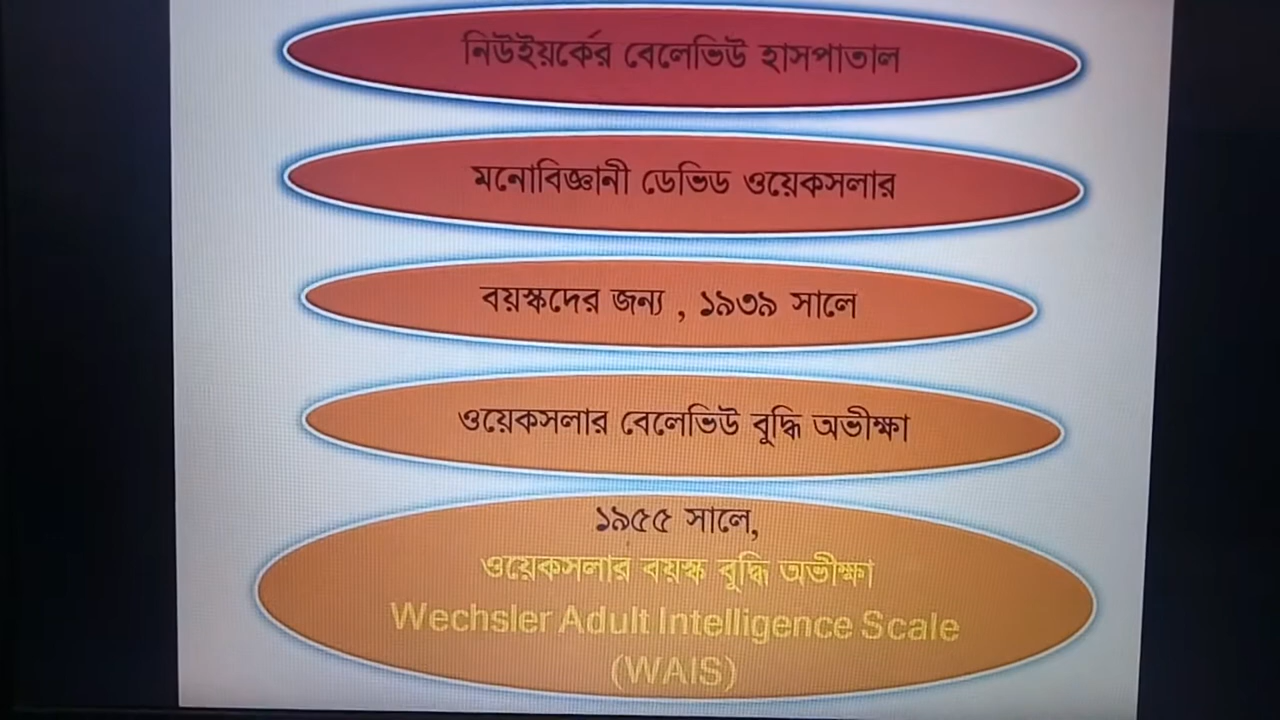 নিউইয়র্কের বেলেভিউ হাসপাতাল
মনোবিজ্ঞানী ডেভিড ওয়েকসলার
বয়স্কদের জন্য , ১৯৩৯ সালে
ওয়েকসলার বেলেভিউ বুদ্ধি অভীক্ষা
১৯৫৫ সালে,
ওয়েকসলার বয়স্ক বুদ্ধি অভীক্ষা
Wechsler Adult Intelligence Scale
(WAIS)